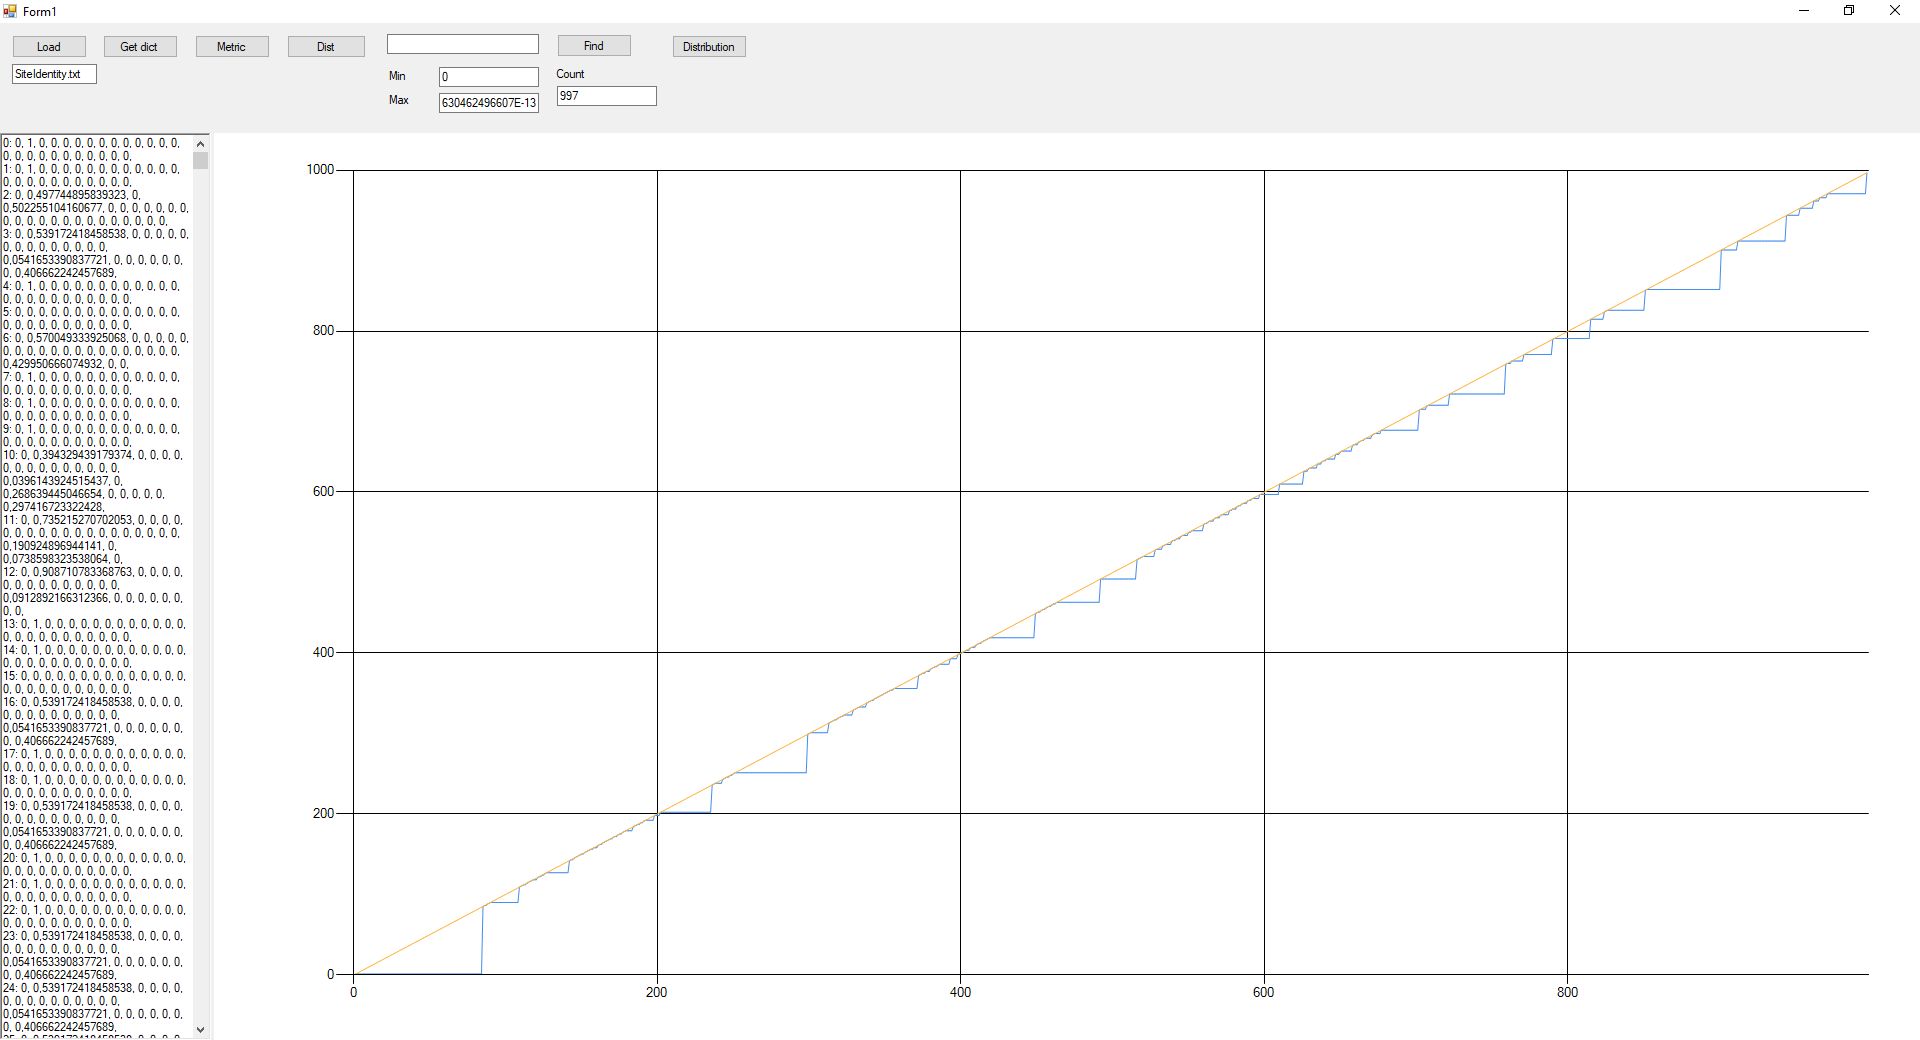 Form1
Load
Get dict
Metric
Dist
Find
Distribution
SiteIdentity.txt
Min
0
Count
Max
630462496607E-13
997
0: 0, 1, 0, 0, 0, 0, 0, 0, 0, 0, 0, 0, 0, 0,
0, 0, 0, 0, 0, 0, 0, 0, 0, 0, 0,
1: 0, 1, 0, 0, 0, 0, 0, 0, 0, 0, 0, 0, 0, 0,
0, 0, 0, 0, 0, 0, 0, 0, 0, 0, 0,
2: 0, 0,497744895839323, 0,
0,502255104160677, 0, 0, 0, 0, 0, 0, 0,
0, 0, 0, 0, 0, 0, 0, 0, 0, 0, 0, 0, 0, 0,
3: 0, 0,539172418458538, 0, 0, 0, 0, 0,
0, 0, 0, 0, 0, 0, 0, 0, 0,
0,0541653390837721, 0, 0, 0, 0, 0, 0,
0, 0,406662242457689,
4: 0, 1, 0, 0, 0, 0, 0, 0, 0, 0, 0, 0, 0, 0,
0, 0, 0, 0, 0, 0, 0, 0, 0, 0, 0,
5: 0, 0, 0, 0, 0, 0, 0, 0, 0, 0, 0, 0, 0, 0,
0, 0, 0, 0, 0, 0, 0, 0, 0, 0, 0,
6: 0, 0,570049333925068, 0, 0, 0, 0, 0,
0, 0, 0, 0, 0, 0, 0, 0, 0, 0, 0, 0, 0, 0, 0,
0,429950666074932, 0, 0,
7: 0, 1, 0, 0, 0, 0, 0, 0, 0, 0, 0, 0, 0, 0,
0, 0, 0, 0, 0, 0, 0, 0, 0, 0, 0,
8: 0, 1, 0, 0, 0, 0, 0, 0, 0, 0, 0, 0, 0, 0,
0, 0, 0, 0, 0, 0, 0, 0, 0, 0, 0,
9: 0, 1, 0, 0, 0, 0, 0, 0, 0, 0, 0, 0, 0, 0,
0, 0, 0, 0, 0, 0, 0, 0, 0, 0, 0,
10: 0, 0,394329439179374, 0, 0, 0, 0,
0, 0, 0, 0, 0, 0, 0, 0, 0, 0,
0,0396143924515437, 0,
0,268639445046654, 0, 0, 0, 0, 0,
0,297416723322428,
11: 0, 0,735215270702053, 0, 0, 0, 0,
0, 0, 0, 0, 0, 0, 0, 0, 0, 0, 0, 0, 0, 0, 0,
0,190924896944141, 0,
0,0738598323538064, 0,
12: 0, 0,908710783368763, 0, 0, 0, 0,
0, 0, 0, 0, 0, 0, 0, 0, 0, 0,
0,0912892166312366, 0, 0, 0, 0, 0, 0,
0, 0,
13: 0, 1, 0, 0, 0, 0, 0, 0, 0, 0, 0, 0, 0, 0,
0, 0, 0, 0, 0, 0, 0, 0, 0, 0, 0,
14: 0, 1, 0, 0, 0, 0, 0, 0, 0, 0, 0, 0, 0, 0,
0, 0, 0, 0, 0, 0, 0, 0, 0, 0, 0,
15: 0, 0, 0, 0, 0, 0, 0, 0, 0, 0, 0, 0, 0, 0,
0, 0, 0, 0, 0, 0, 0, 0, 0, 0, 0,
16: 0, 0,539172418458538, 0, 0, 0, 0,
0, 0, 0, 0, 0, 0, 0, 0, 0, 0,
0,0541653390837721, 0, 0, 0, 0, 0, 0,
0, 0,406662242457689,
17: 0, 1, 0, 0, 0, 0, 0, 0, 0, 0, 0, 0, 0, 0,
0, 0, 0, 0, 0, 0, 0, 0, 0, 0, 0,
18: 0, 1, 0, 0, 0, 0, 0, 0, 0, 0, 0, 0, 0, 0,
0, 0, 0, 0, 0, 0, 0, 0, 0, 0, 0,
19: 0, 0,539172418458538, 0, 0, 0, 0,
0, 0, 0, 0, 0, 0, 0, 0, 0, 0,
0,0541653390837721, 0, 0, 0, 0, 0, 0,
0, 0,406662242457689,
20: 0, 1, 0, 0, 0, 0, 0, 0, 0, 0, 0, 0, 0, 0,
0, 0, 0, 0, 0, 0, 0, 0, 0, 0, 0,
21: 0, 1, 0, 0, 0, 0, 0, 0, 0, 0, 0, 0, 0, 0,
0, 0, 0, 0, 0, 0, 0, 0, 0, 0, 0,
22: 0, 1, 0, 0, 0, 0, 0, 0, 0, 0, 0, 0, 0, 0,
0, 0, 0, 0, 0, 0, 0, 0, 0, 0, 0,
23: 0, 0,539172418458538, 0, 0, 0, 0,
0, 0, 0, 0, 0, 0, 0, 0, 0, 0,
0,0541653390837721, 0, 0, 0, 0, 0, 0,
0, 0,406662242457689,
24: 0, 0,539172418458538, 0, 0, 0, 0,
0, 0, 0, 0, 0, 0, 0, 0, 0, 0,
0,0541653390837721, 0, 0, 0, 0, 0, 0,
0, 0,406662242457689,
1000
800
600
400
200
0
0
200
400
600
800